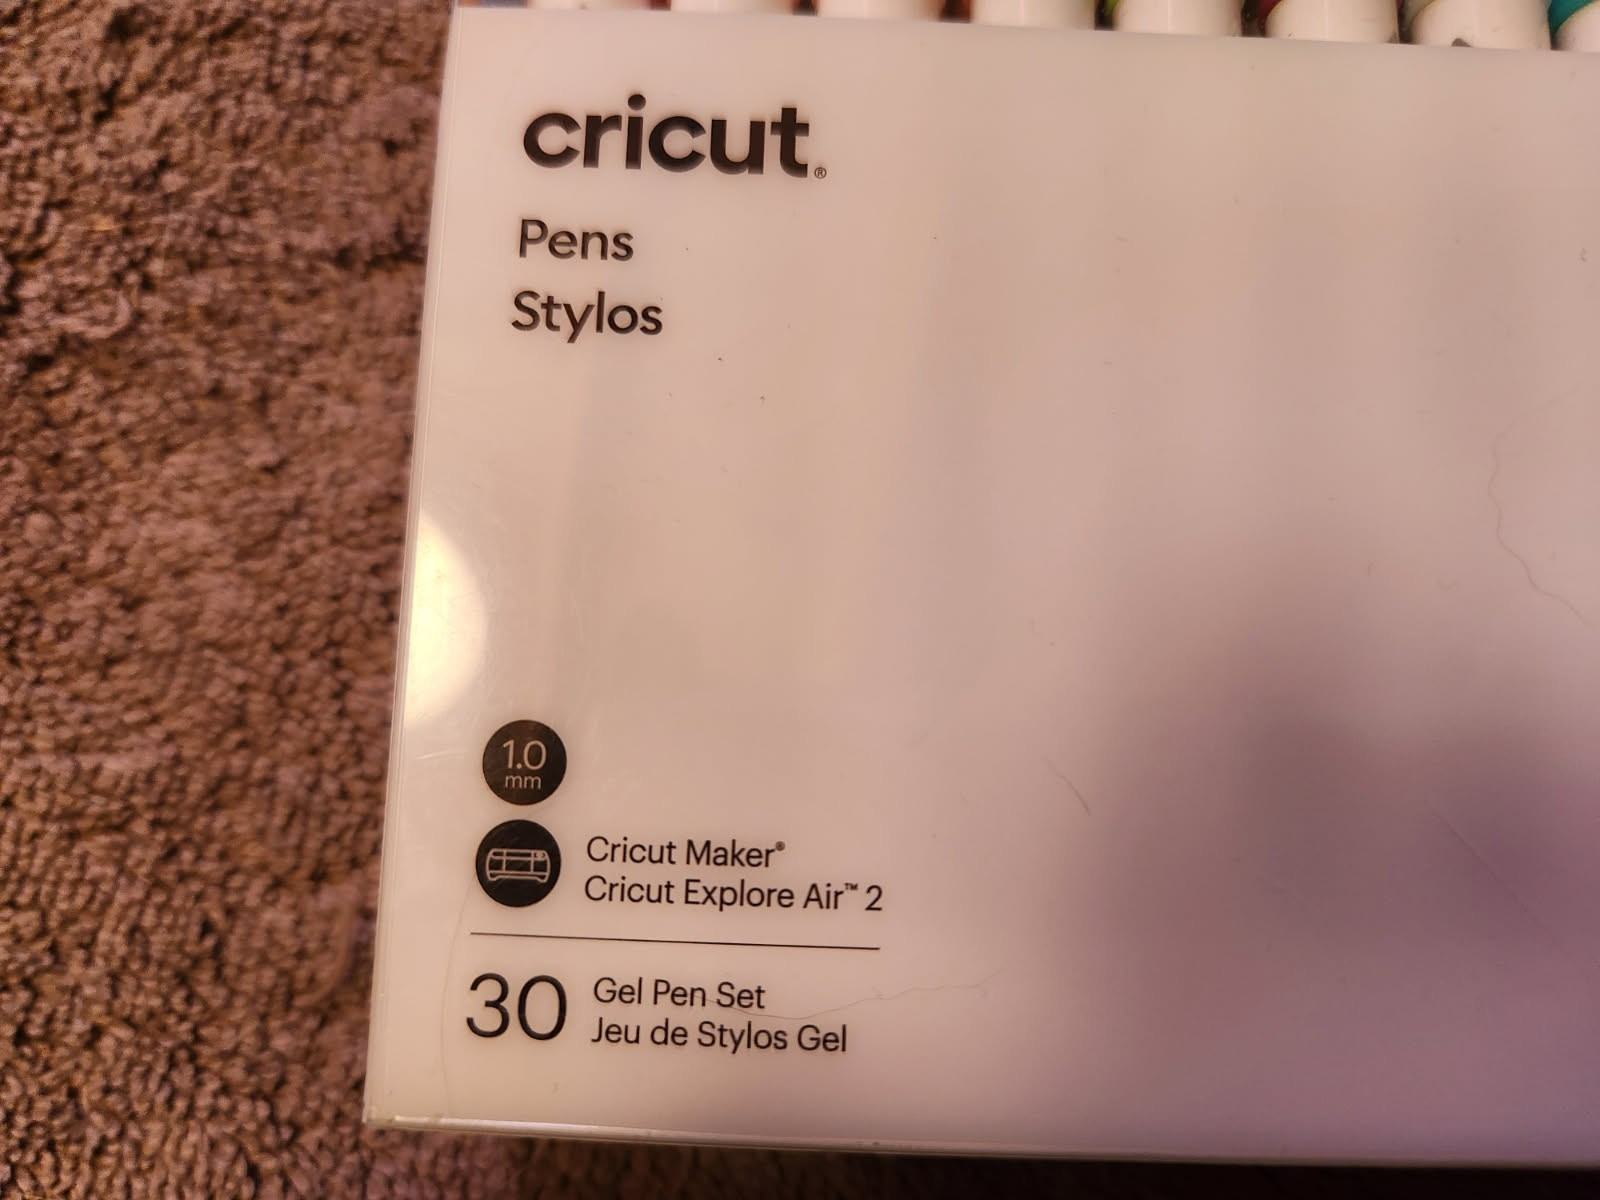 cricut®
Pens
Stylos
1.0
mm
Cricut Maker®
Cricut Explore Air™ 2
30 Gel Pen Set
Jeu de Stylos Gel